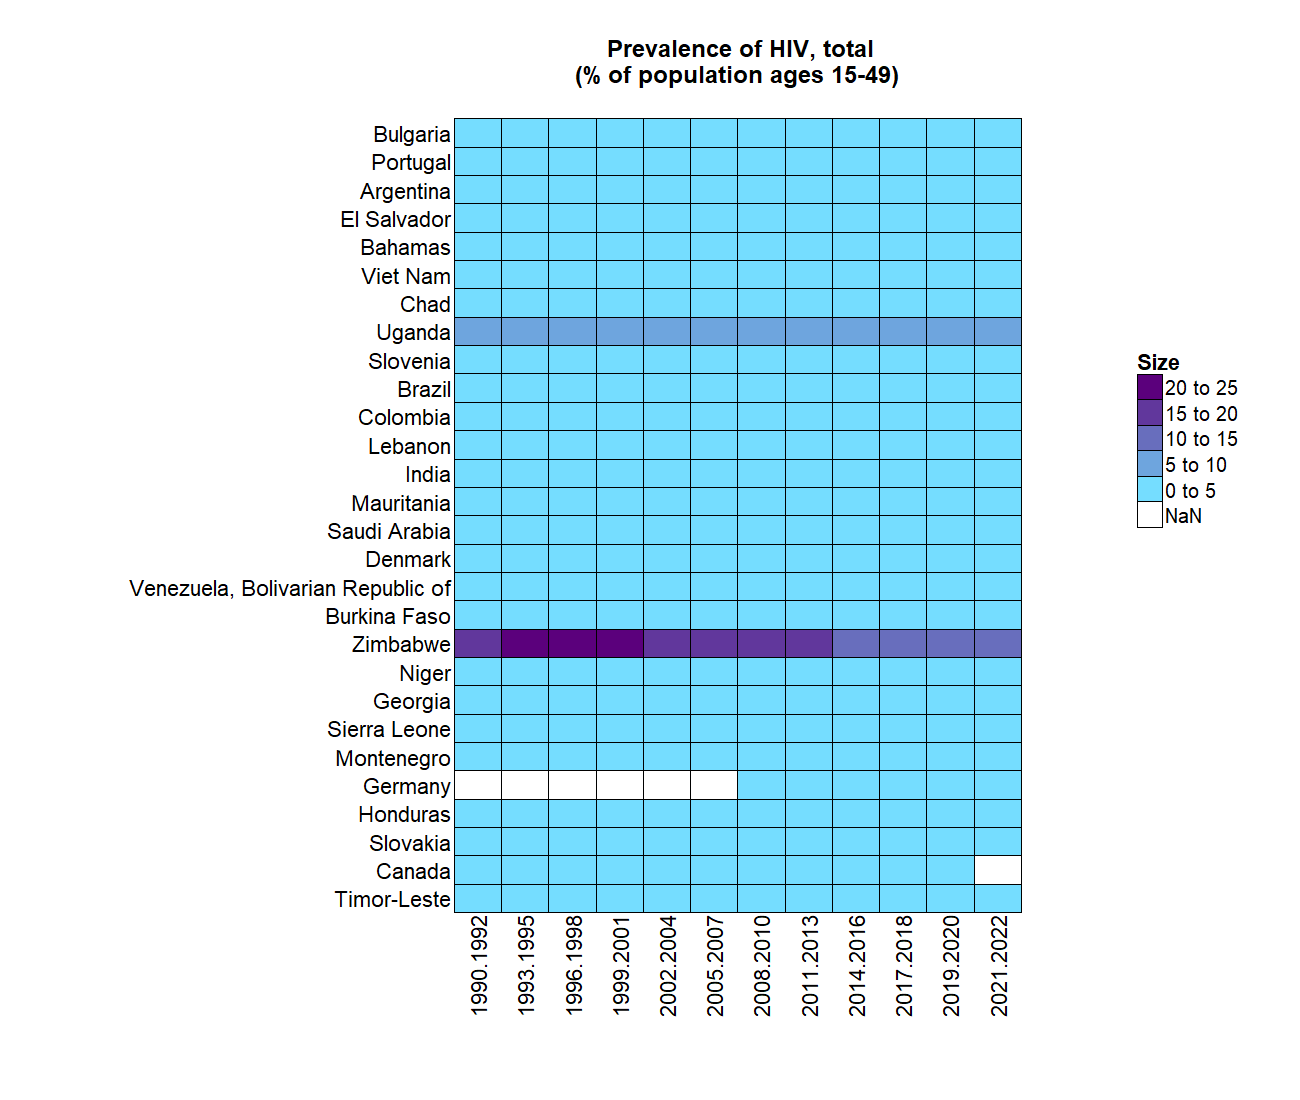 Prevalence of HIV, total
(% of population ages 15-49)
Bulgaria
Portugal
Argentina
El Salvador
Bahamas
Viet Nam
Chad
Uganda
Slovenia
Brazil
Colombia
Lebanon
India
Mauritania
Saudi Arabia
Denmark
Venezuela, Bolivarian Republic of
Burkina Faso
Zimbabwe
Niger
Georgia
Sierra Leone
Montenegro
Germany
Honduras
Slovakia
Canada
Timor-Leste
1990.1992
1993.1995
1996.1998
1999.2001
2002.2004
2005.2007
2008.2010
2011.2013
2014.2016
2017.2018
2019.2020
2021.2022
Size
20 to 25
15 to 20
10 to 15
5 to 10
0 to 5
NaN